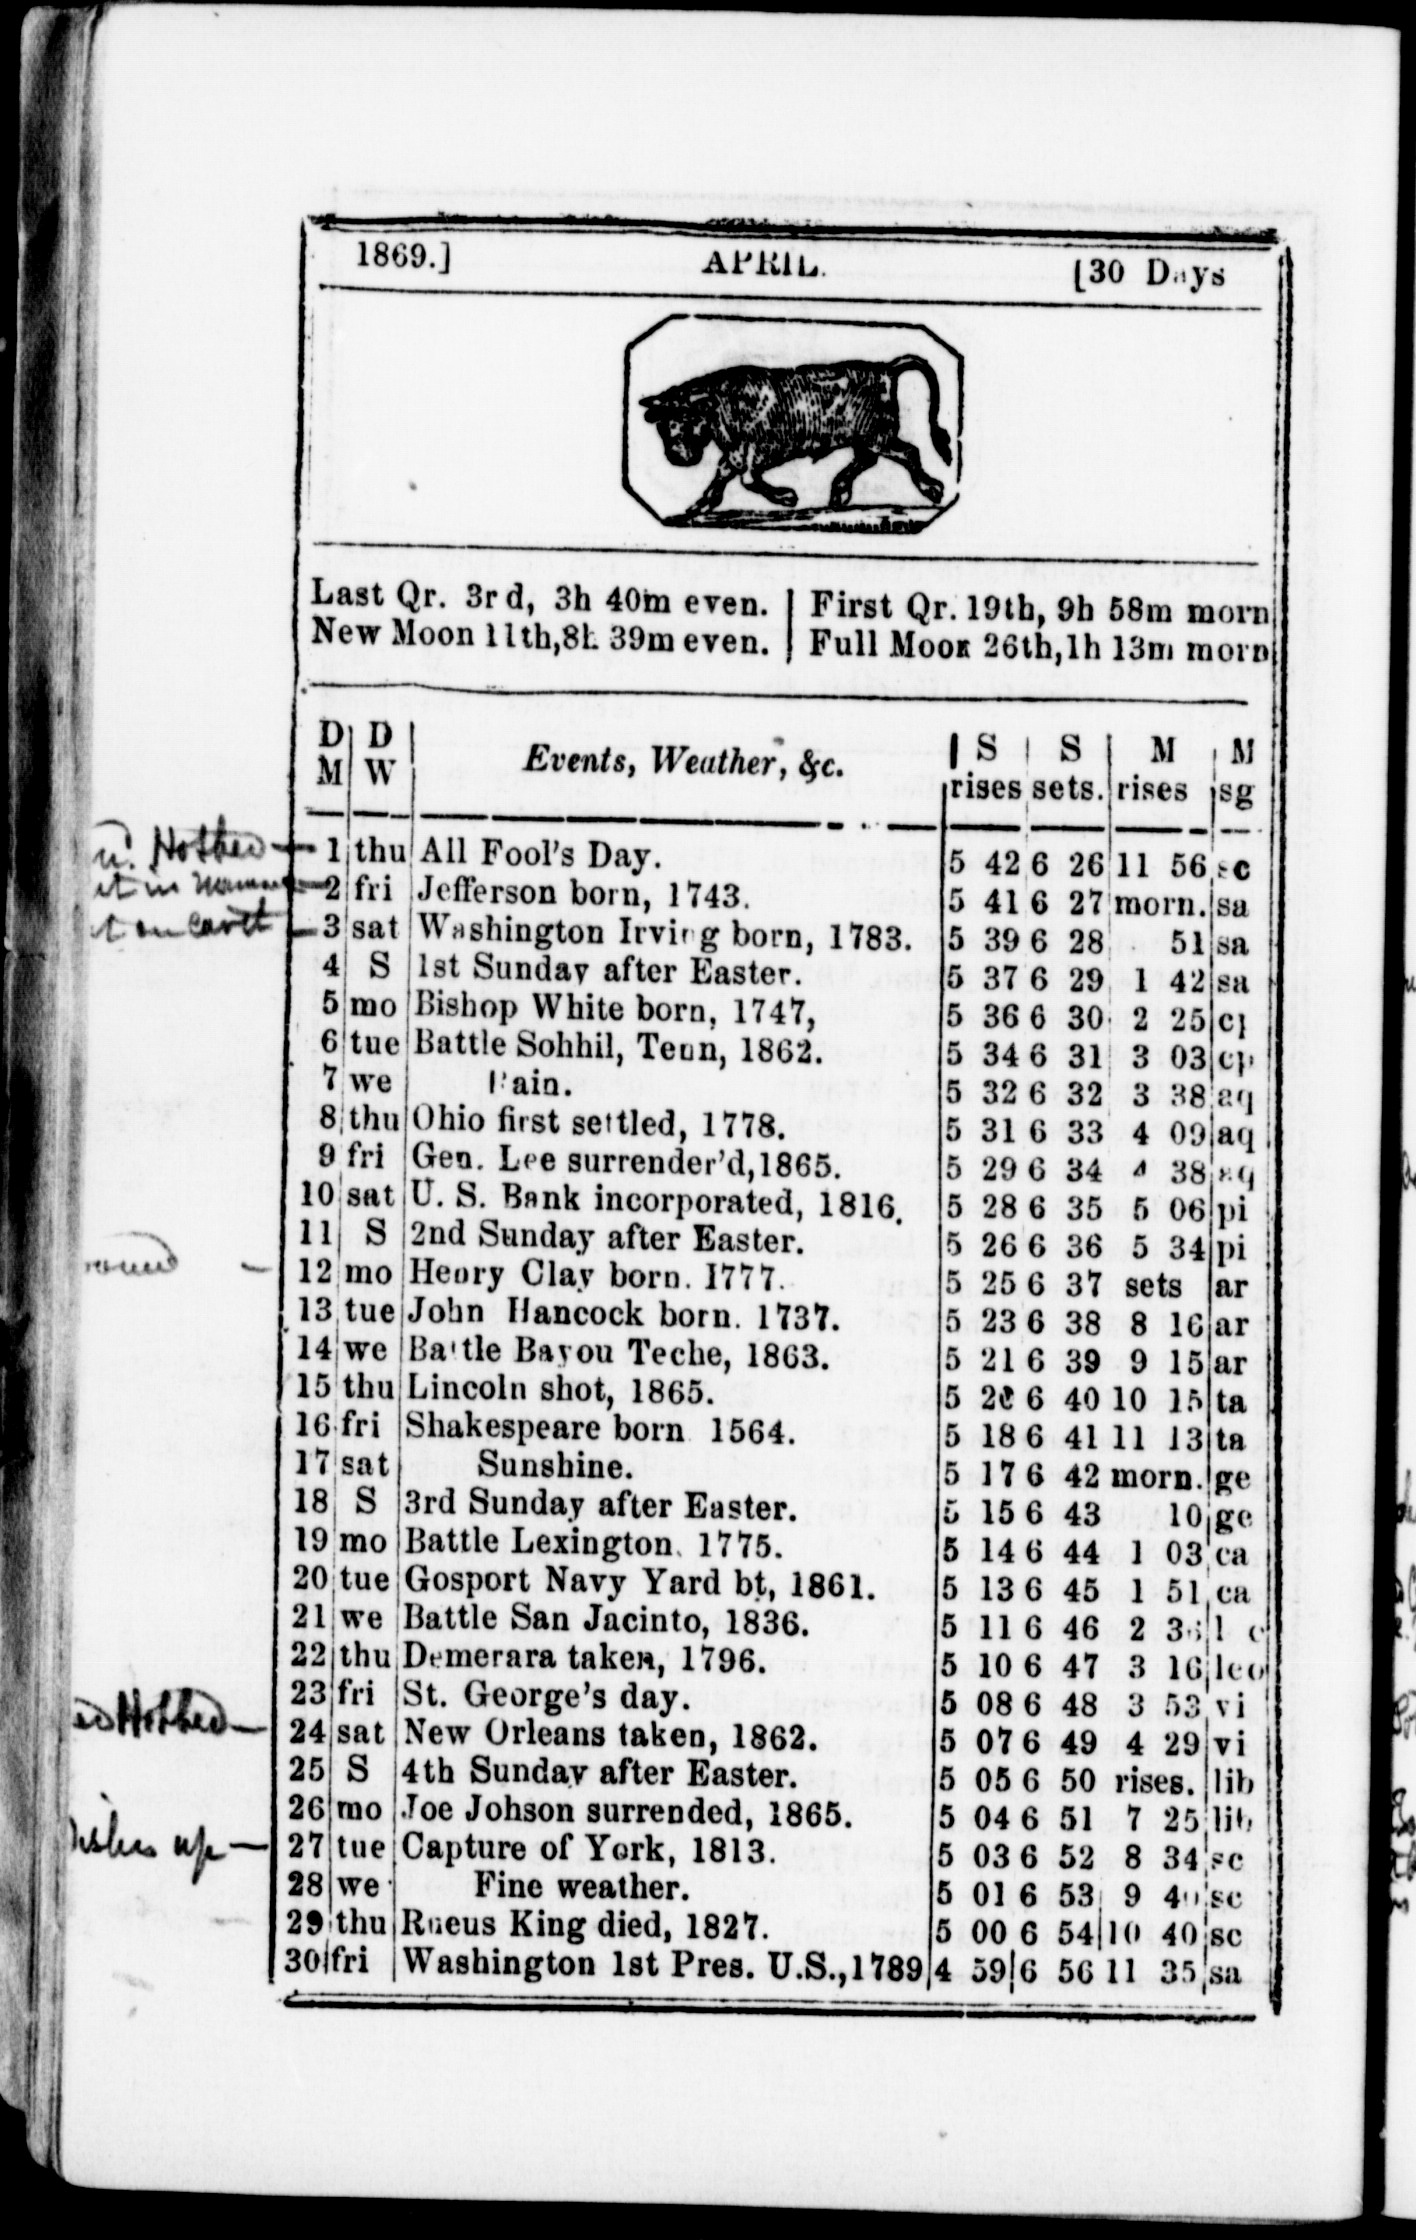 1869.] APRIL. [30 Days
Last Qr. 3rd, 3h 40m even. | First Qr. 19th, 9h 58m morn
New Moon 11th, 8h 39m even. | Full Moon 26th, 1h 13m morn
D M | D W | Events, Weather, &c. | S rises | S sets. | M rises | M sg
1 thu All Fool's Day. 5 42 6 26 11 56 sc
2 fri Jefferson born, 1743. 5 41 6 27 morn. sa
3 sat Washington Irving born, 1783. 5 39 6 28 51 sa
4 S 1st Sunday after Easter. 5 37 6 29 1 42 sa
5 mo Bishop White born, 1747, 5 36 6 30 2 25 cp
6 tue Battle Sohhil, Tenn, 1862. 5 34 6 31 3 03 cp
7 we Rain. 5 32 6 32 3 38 aq
8 thu Ohio first settled, 1778. 5 31 6 33 4 09 aq
9 fri Gen. Lee surrender'd, 1865. 5 29 6 34 4 38 aq
10 sat U. S. Bank incorporated, 1816. 5 28 6 35 5 06 pi
11 S 2nd Sunday after Easter. 5 26 6 36 5 34 pi
12 mo Henry Clay born. 1777. 5 25 6 37 sets ar
13 tue John Hancock born. 1737. 5 23 6 38 8 16 ar
14 we Battle Bayou Teche, 1863. 5 21 6 39 9 15 ar
15 thu Lincoln shot, 1865. 5 20 6 40 10 15 ta
16 fri Shakespeare born 1564. 5 18 6 41 11 13 ta
17 sat Sunshine. 5 17 6 42 morn. ge
18 S 3rd Sunday after Easter. 5 15 6 43 10 ge
19 mo Battle Lexington. 1775. 5 14 6 44 1 03 ca
20 tue Gosport Navy Yard bt, 1861. 5 13 6 45 1 51 ca
21 we Battle San Jacinto, 1836. 5 11 6 46 2
22 thu Demerara taken, 1796. 5 10 6 47 3 16 leo
23 fri St. George's day. 5 08 6 48 3 53 vi
24 sat New Orleans taken, 1862. 5 07 6 49 4 29 vi
25 S 4th Sunday after Easter. 5 05 6 50 rises. lib
26 mo Joe Johson surrended, 1865. 5 04 6 51 7 25 lib
27 tue Capture of York, 1813. 5 03 6 52 8 34 sc
28 we Fine weather. 5 01 6 53 9 sc
29 thu Rueus King died, 1827. 5 00 6 54 10 40 sc
30 fri Washington 1st Pres. U.S., 1789 4 59 6 56 11 35 sa